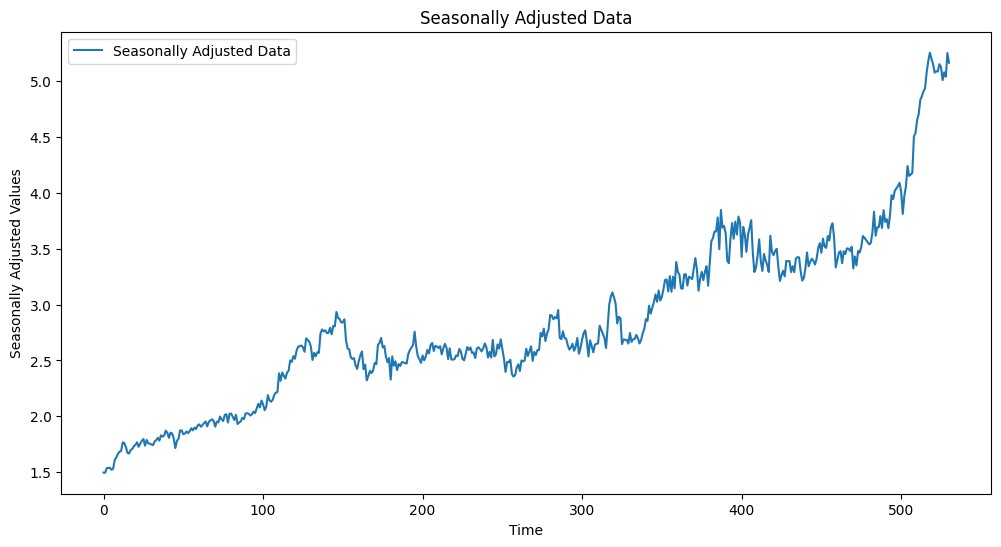 Seasonally Adjusted Data
Seasonally Adjusted Data
Seasonally Adjusted Values
5.0
4.5
4.0
3.5
3.0
2.5
2.0
1.5
0 100 200 300 400 500
Time